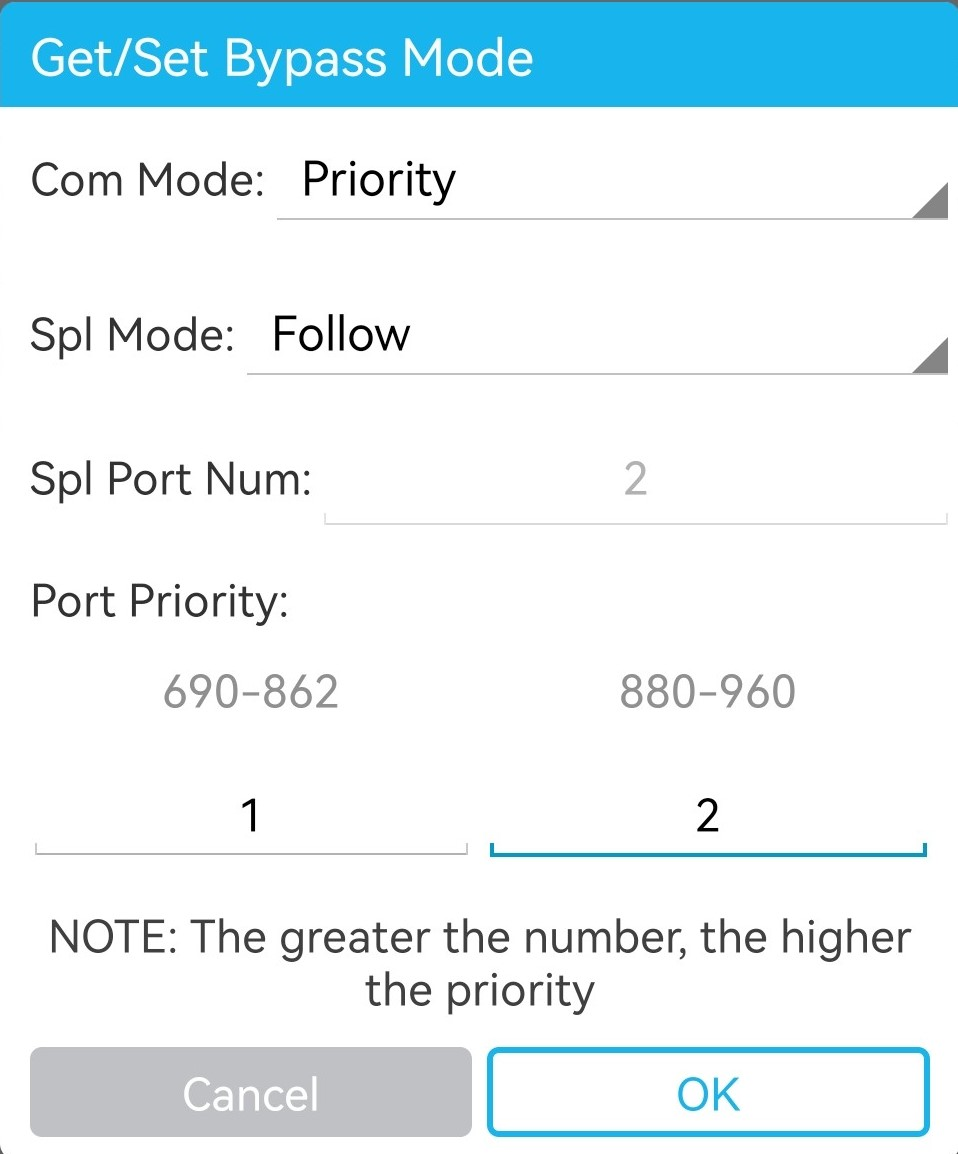 Get/Set Bypass Mode
Com Mode: Priority
Spl Mode: Follow
Spl Port Num: 2
Port Priority:
690-862 880-960
1 2
NOTE: The greater the number, the higher
the priority
Cancel OK